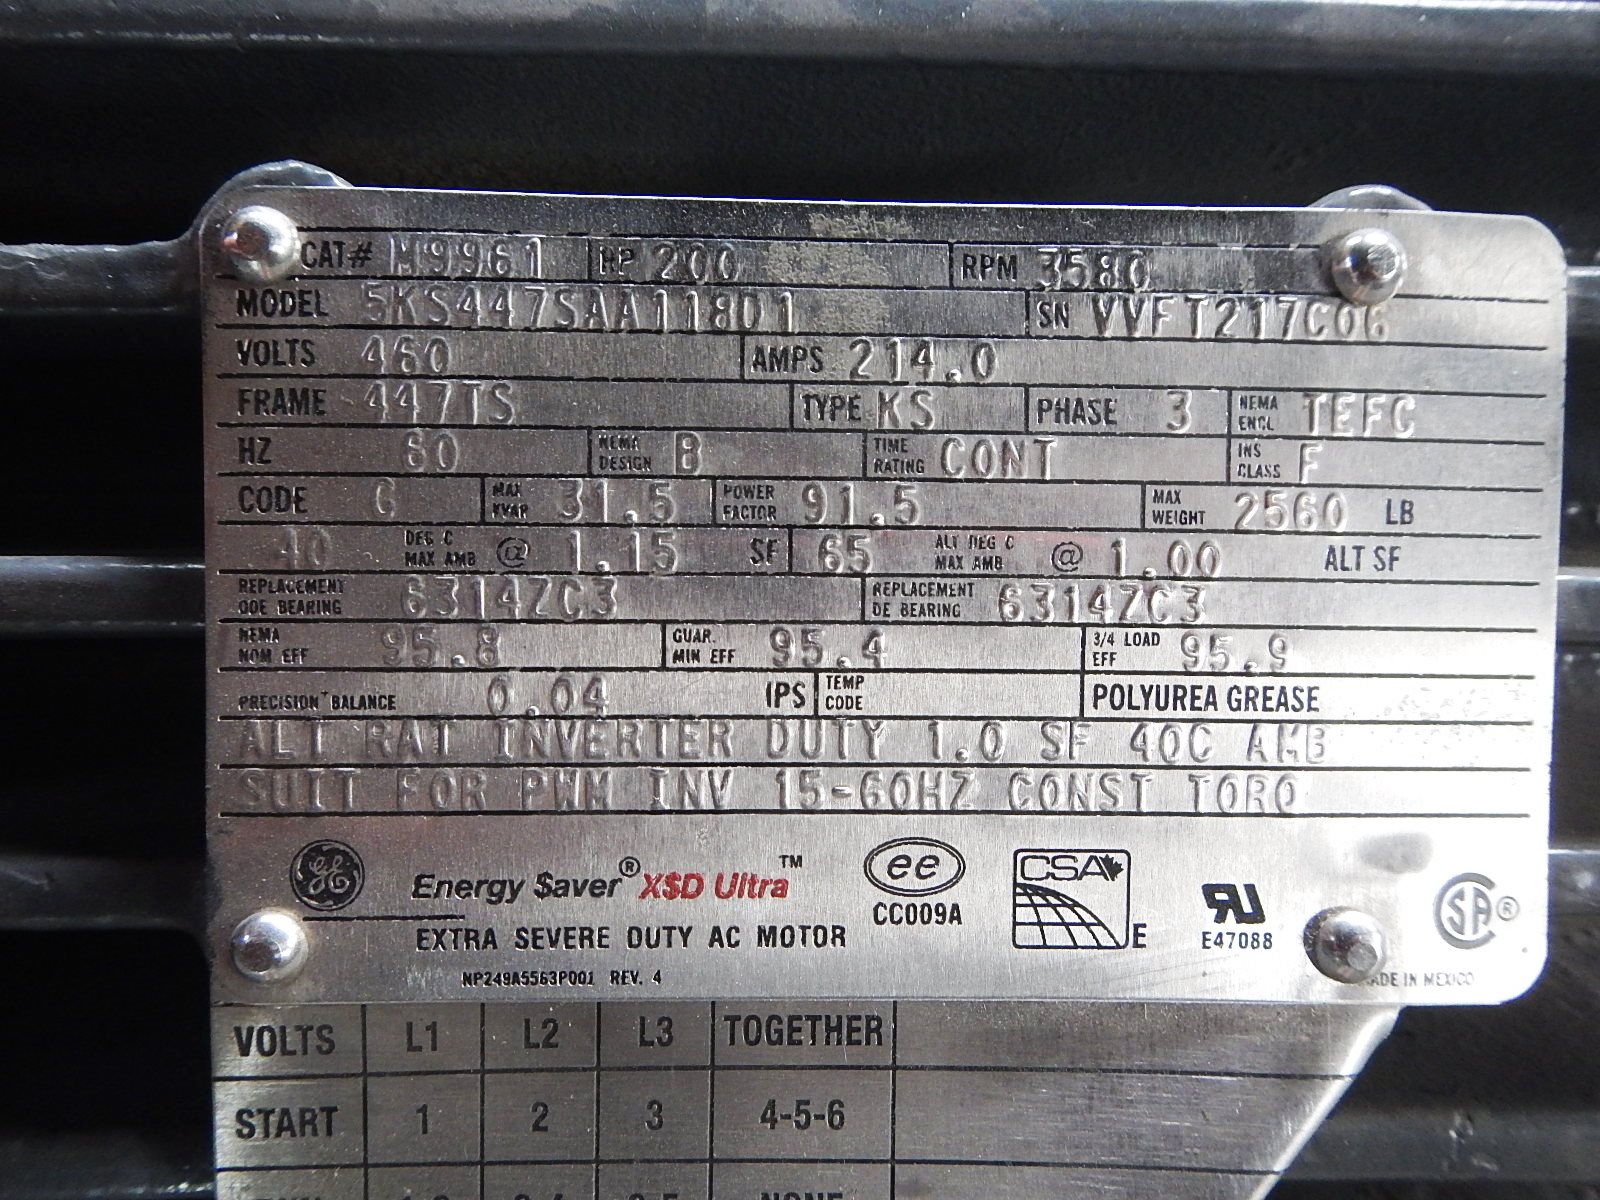 CAT# M9961 HP 200 RPM 3580
MODEL 5KS447SAA118D1 SN VVFT217C06
VOLTS 460 AMPS 214.0
FRAME 447TS TYPE KS PHASE 3 NEMA ENCL TEFC
HZ 60 NEMA DESIGN B TIME RATING CONT INS CLASS F
CODE G MAX KVAR 31.5 POWER FACTOR 91.5 MAX WEIGHT 2560 LB
40 DEG C MAX AMB @ 1.15 SF 65 ALT DEG C MAX AMB @ 1.00 ALT SF
REPLACEMENT ODE BEARING 6314ZC3 REPLACEMENT DE BEARING 6314ZC3
NEMA NOM EFF 95.8 GUAR. MIN EFF 95.4 3/4 LOAD EFF 95.9
PRECISION+ BALANCE 0.04 IPS TEMP CODE POLYUREA GREASE
ALT RAT INVERTER DUTY 1.0 SF 40C AMB
SUIT FOR PWM INV 15-60HZ CONST TORQ
GE Energy $aver® X$D Ultra™ ee CSA UR SA®
EXTRA SEVERE DUTY AC MOTOR CC009A E E47088
NP249A5563P001 REV. 4 MADE IN MEXICO
VOLTS L1 L2 L3 TOGETHER
START 1 2 3 4-5-6